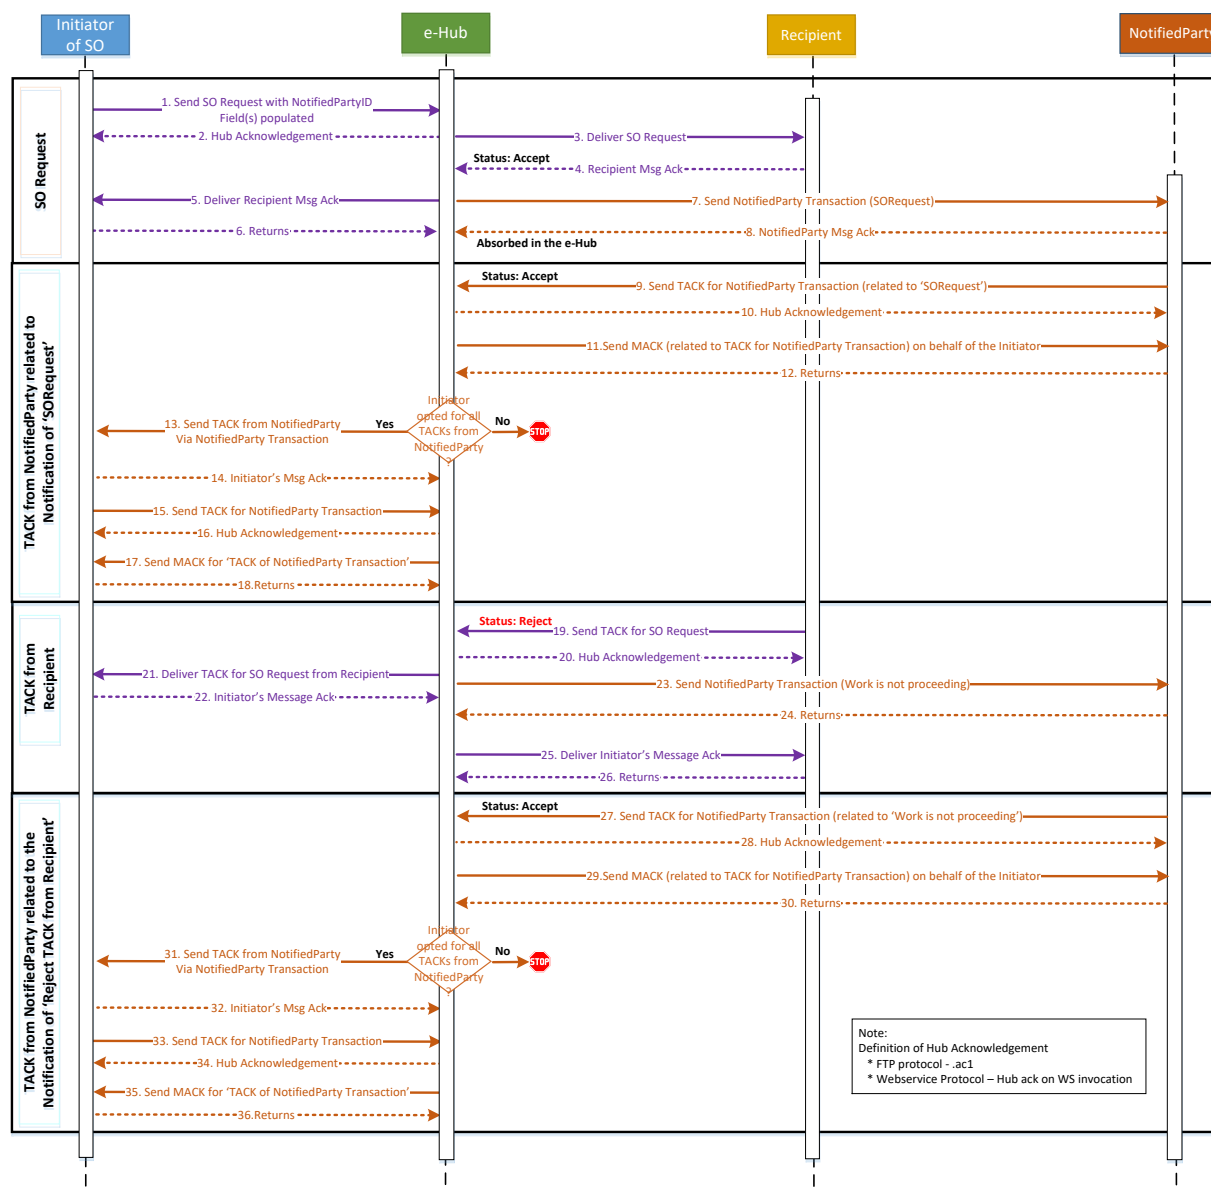 Initiator
of SO
e-Hub
Recipient
NotifiedParty
SO Request
1. Send SO Request with NotifiedPartyID
Field(s) populated
2. Hub Acknowledgement
3. Deliver SO Request
Status: Accept
4. Recipient Msg Ack
5. Deliver Recipient Msg Ack
7. Send NotifiedParty Transaction (SORequest)
6. Returns
8. NotifiedParty Msg Ack
Absorbed in the e-Hub
TACK from NotifiedParty related to
Notification of ‘SORequest’
Status: Accept
9. Send TACK for NotifiedParty Transaction (related to ‘SORequest’)
10. Hub Acknowledgement
11.Send MACK (related to TACK for NotifiedParty Transaction) on behalf of the Initiator
12. Returns
Initiator
opted for all
TACKs from
NotifiedParty
?
Yes
No
STOP
13. Send TACK from NotifiedParty
Via NotifiedParty Transaction
14. Initiator’s Msg Ack
15. Send TACK for NotifiedParty Transaction
16. Hub Acknowledgement
17. Send MACK for ‘TACK of NotifiedParty Transaction’
18.Returns
TACK from
Recipient
Status: Reject
19. Send TACK for SO Request
20. Hub Acknowledgement
21. Deliver TACK for SO Request from Recipient
23. Send NotifiedParty Transaction (Work is not proceeding)
22. Initiator’s Message Ack
24. Returns
25. Deliver Initiator’s Message Ack
26. Returns
TACK from NotifiedParty related to the
Notification of ‘Reject TACK from Recipient’
Status: Accept
27. Send TACK for NotifiedParty Transaction (related to ‘Work is not proceeding’)
28. Hub Acknowledgement
29.Send MACK (related to TACK for NotifiedParty Transaction) on behalf of the Initiator
30. Returns
Initiator
opted for all
TACKs from
NotifiedParty
?
Yes
No
STOP
31. Send TACK from NotifiedParty
Via NotifiedParty Transaction
32. Initiator’s Msg Ack
33. Send TACK for NotifiedParty Transaction
34. Hub Acknowledgement
35. Send MACK for ‘TACK of NotifiedParty Transaction’
36.Returns
Note:
Definition of Hub Acknowledgement
* FTP protocol - .ac1
* Webservice Protocol – Hub ack on WS invocation